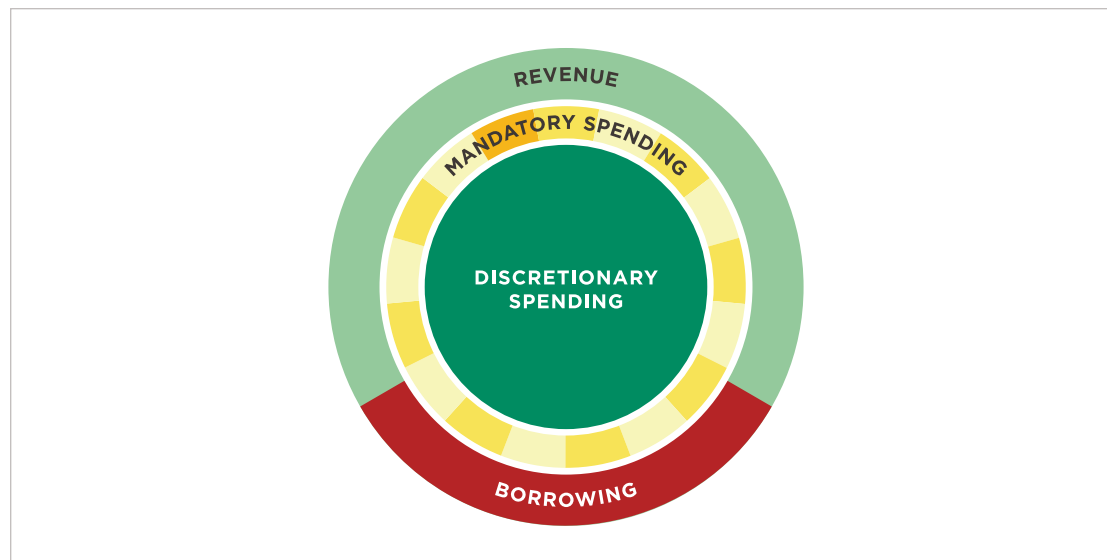 REVENUE
MANDATORY SPENDING
DISCRETIONARY
SPENDING
BORROWING